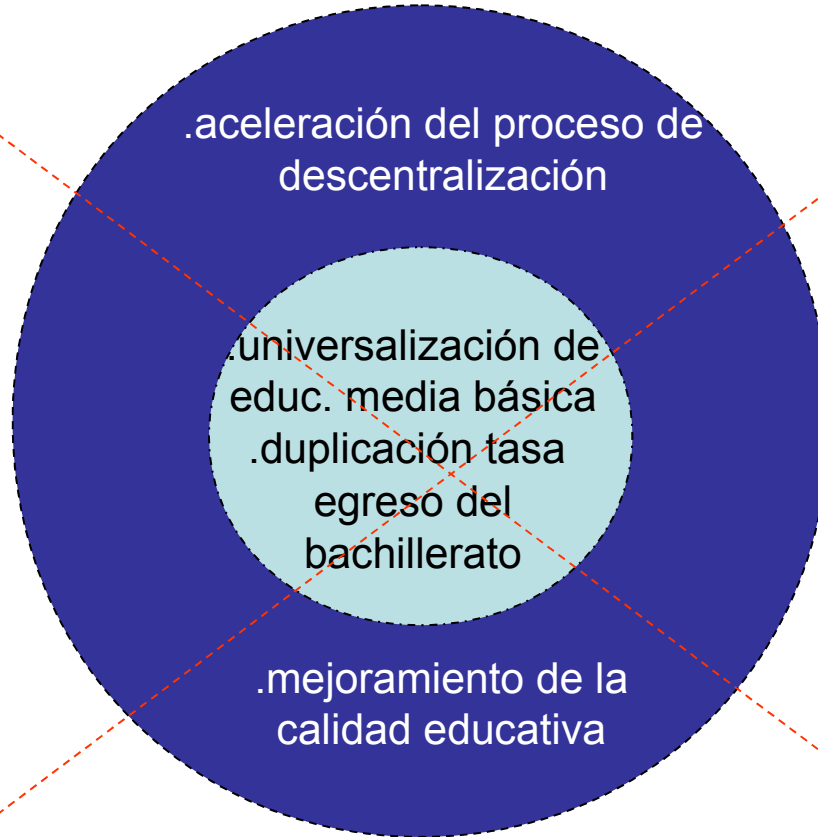 .aceleración del proceso de
descentralización
.universalización de
educ. media básica
.duplicación tasa
egreso del
bachillerato
.mejoramiento de la
calidad educativa